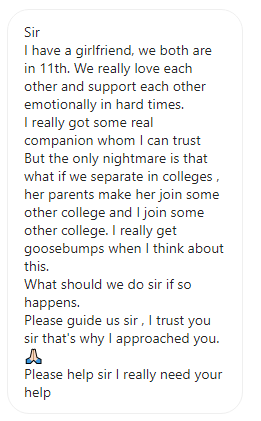 Sir
I have a girlfriend, we both are
in 11th. We really love each
other and support each other
emotionally in hard times.
I really got some real
companion whom I can trust
But the only nightmare is that
what if we separate in colleges ,
her parents make her join some
other college and I join some
other college. I really get
goosebumps when I think about
this.
What should we do sir if so
happens.
Please guide us sir , I trust you
sir that's why I approached you.
🙏🏼
Please help sir I really need your
help